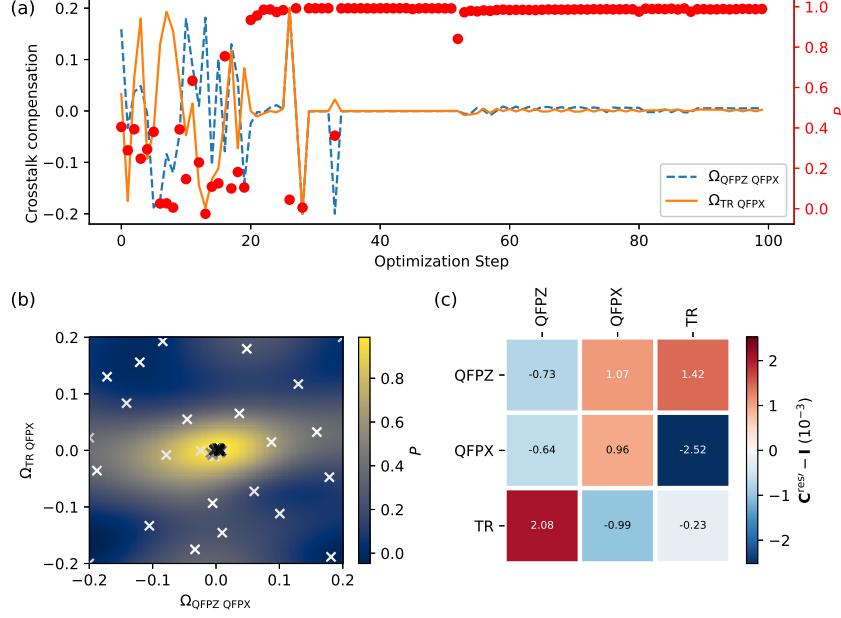 (a)
0.2
0.1
0.0
−0.1
−0.2
Crosstalk compensation
1.0
0.8
0.6
0.4
0.2
0.0
P
Ω_QFPZ QFPX
Ω_TR QFPX
0
20
40
60
80
100
Optimization Step
(b)
0.2
0.1
0.0
−0.1
−0.2
Ω_TR QFPX
−0.2
−0.1
0.0
0.1
0.2
Ω_QFPZ QFPX
0.8
0.6
0.4
0.2
0.0
P
(c)
QFPZ
QFPX
TR
QFPZ
-0.73
1.07
1.42
QFPX
-0.64
0.96
-2.52
TR
2.08
-0.99
-0.23
2
1
0
−1
−2
C^res′ − I (10^−3)